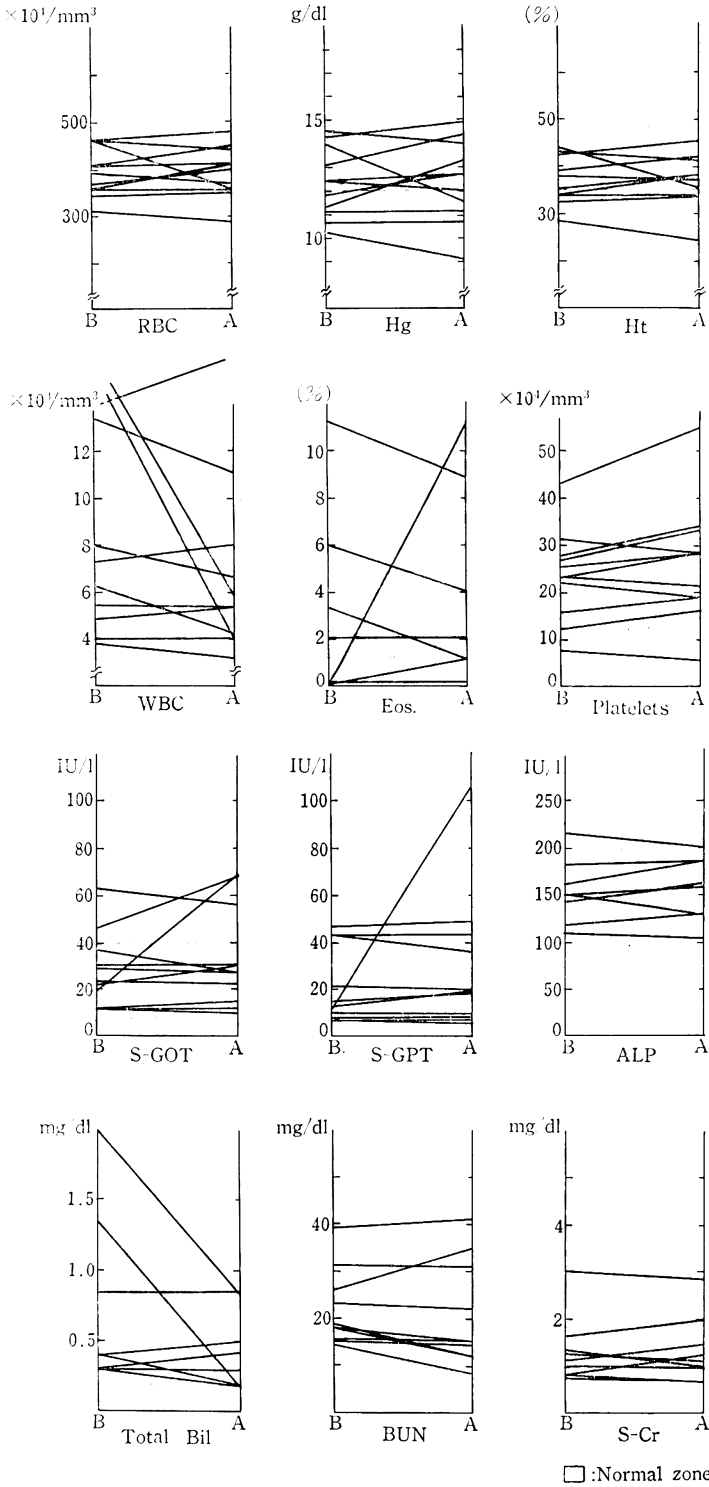 ×10⁴/mm³
500
300
B
A
RBC
g/dl
15
10
B
A
Hg
(%)
50
30
B
A
Ht
×10³/mm³
12
10
8
6
4
B
A
WBC
(%)
10
8
6
4
2
0
B
A
Eos.
×10⁴/mm³
50
40
30
20
10
0
B
A
Platelets
IU/l
100
80
60
40
20
0
B
A
S-GOT
IU/l
100
80
60
40
20
0
B.
A
S-GPT
IU/l
250
200
150
100
50
0
B
A
ALP
mg/dl
1.5
1.0
0.5
B
A
Total Bil
mg/dl
40
20
B
A
BUN
mg/dl
4
2
B
A
S-Cr
:Normal zone